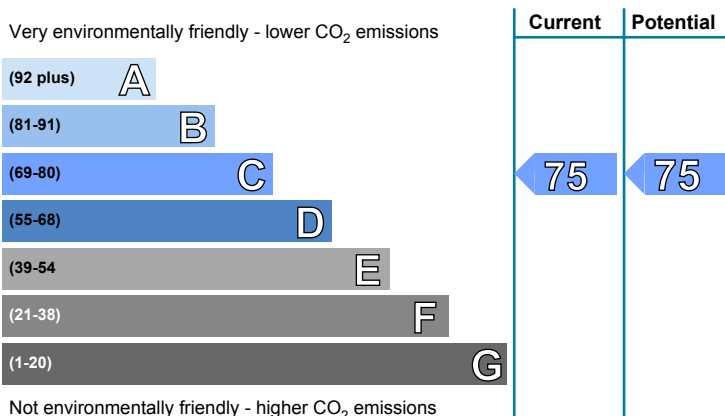 Very environmentally friendly - lower CO2 emissions
Current
Potential
(92 plus) A
(81-91) B
(69-80) C
75
75
(55-68) D
(39-54 E
(21-38) F
(1-20) G
Not environmentally friendly - higher CO2 emissions